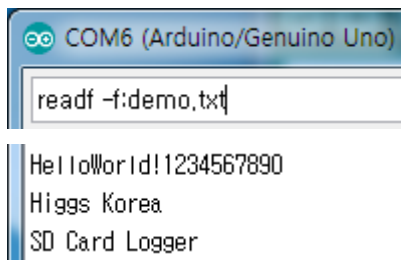 COM6 (Arduino/Genuino Uno)
readf -f:demo,txt
HelloWorld!1234567890
Higgs Korea
SD Card Logger